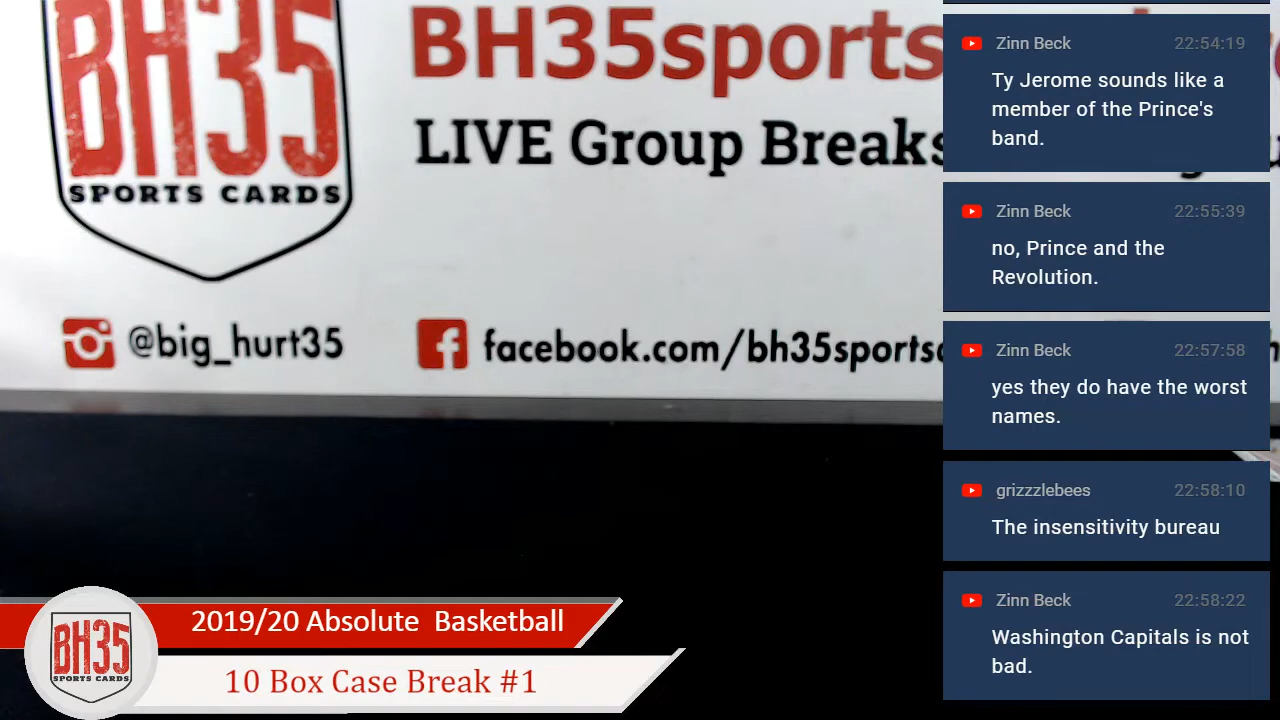 BH35
SPORTS CARDS
BH35sports
LIVE Group Breaks
@big_hurt35
facebook.com/bh35sports
Zinn Beck 22:54:19
Ty Jerome sounds like a
member of the Prince's
band.
Zinn Beck 22:55:39
no, Prince and the
Revolution.
Zinn Beck 22:57:58
yes they do have the worst
names.
grizzzlebees 22:58:10
The insensitivity bureau
Zinn Beck 22:58:22
Washington Capitals is not
bad.
BH35
SPORTS CARDS
2019/20 Absolute Basketball
10 Box Case Break #1